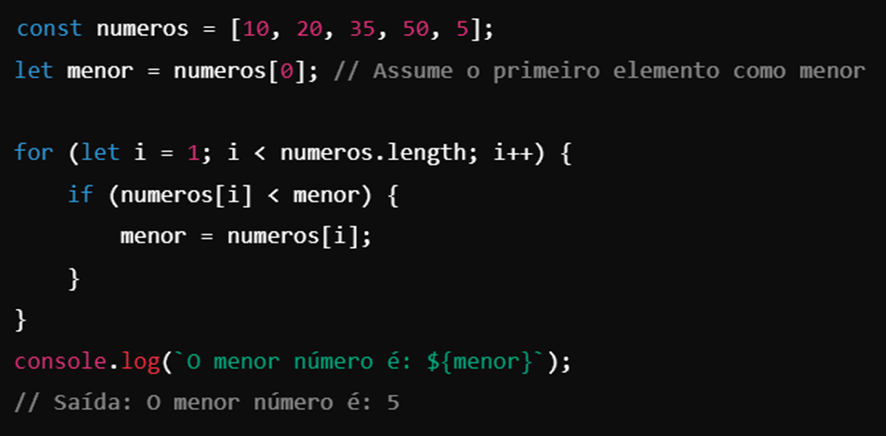 const numeros = [10, 20, 35, 50, 5];
let menor = numeros[0]; // Assume o primeiro elemento como menor
for (let i = 1; i < numeros.length; i++) {
    if (numeros[i] < menor) {
        menor = numeros[i];
    }
}
console.log(`O menor número é: ${menor}`);
// Saída: O menor número é: 5